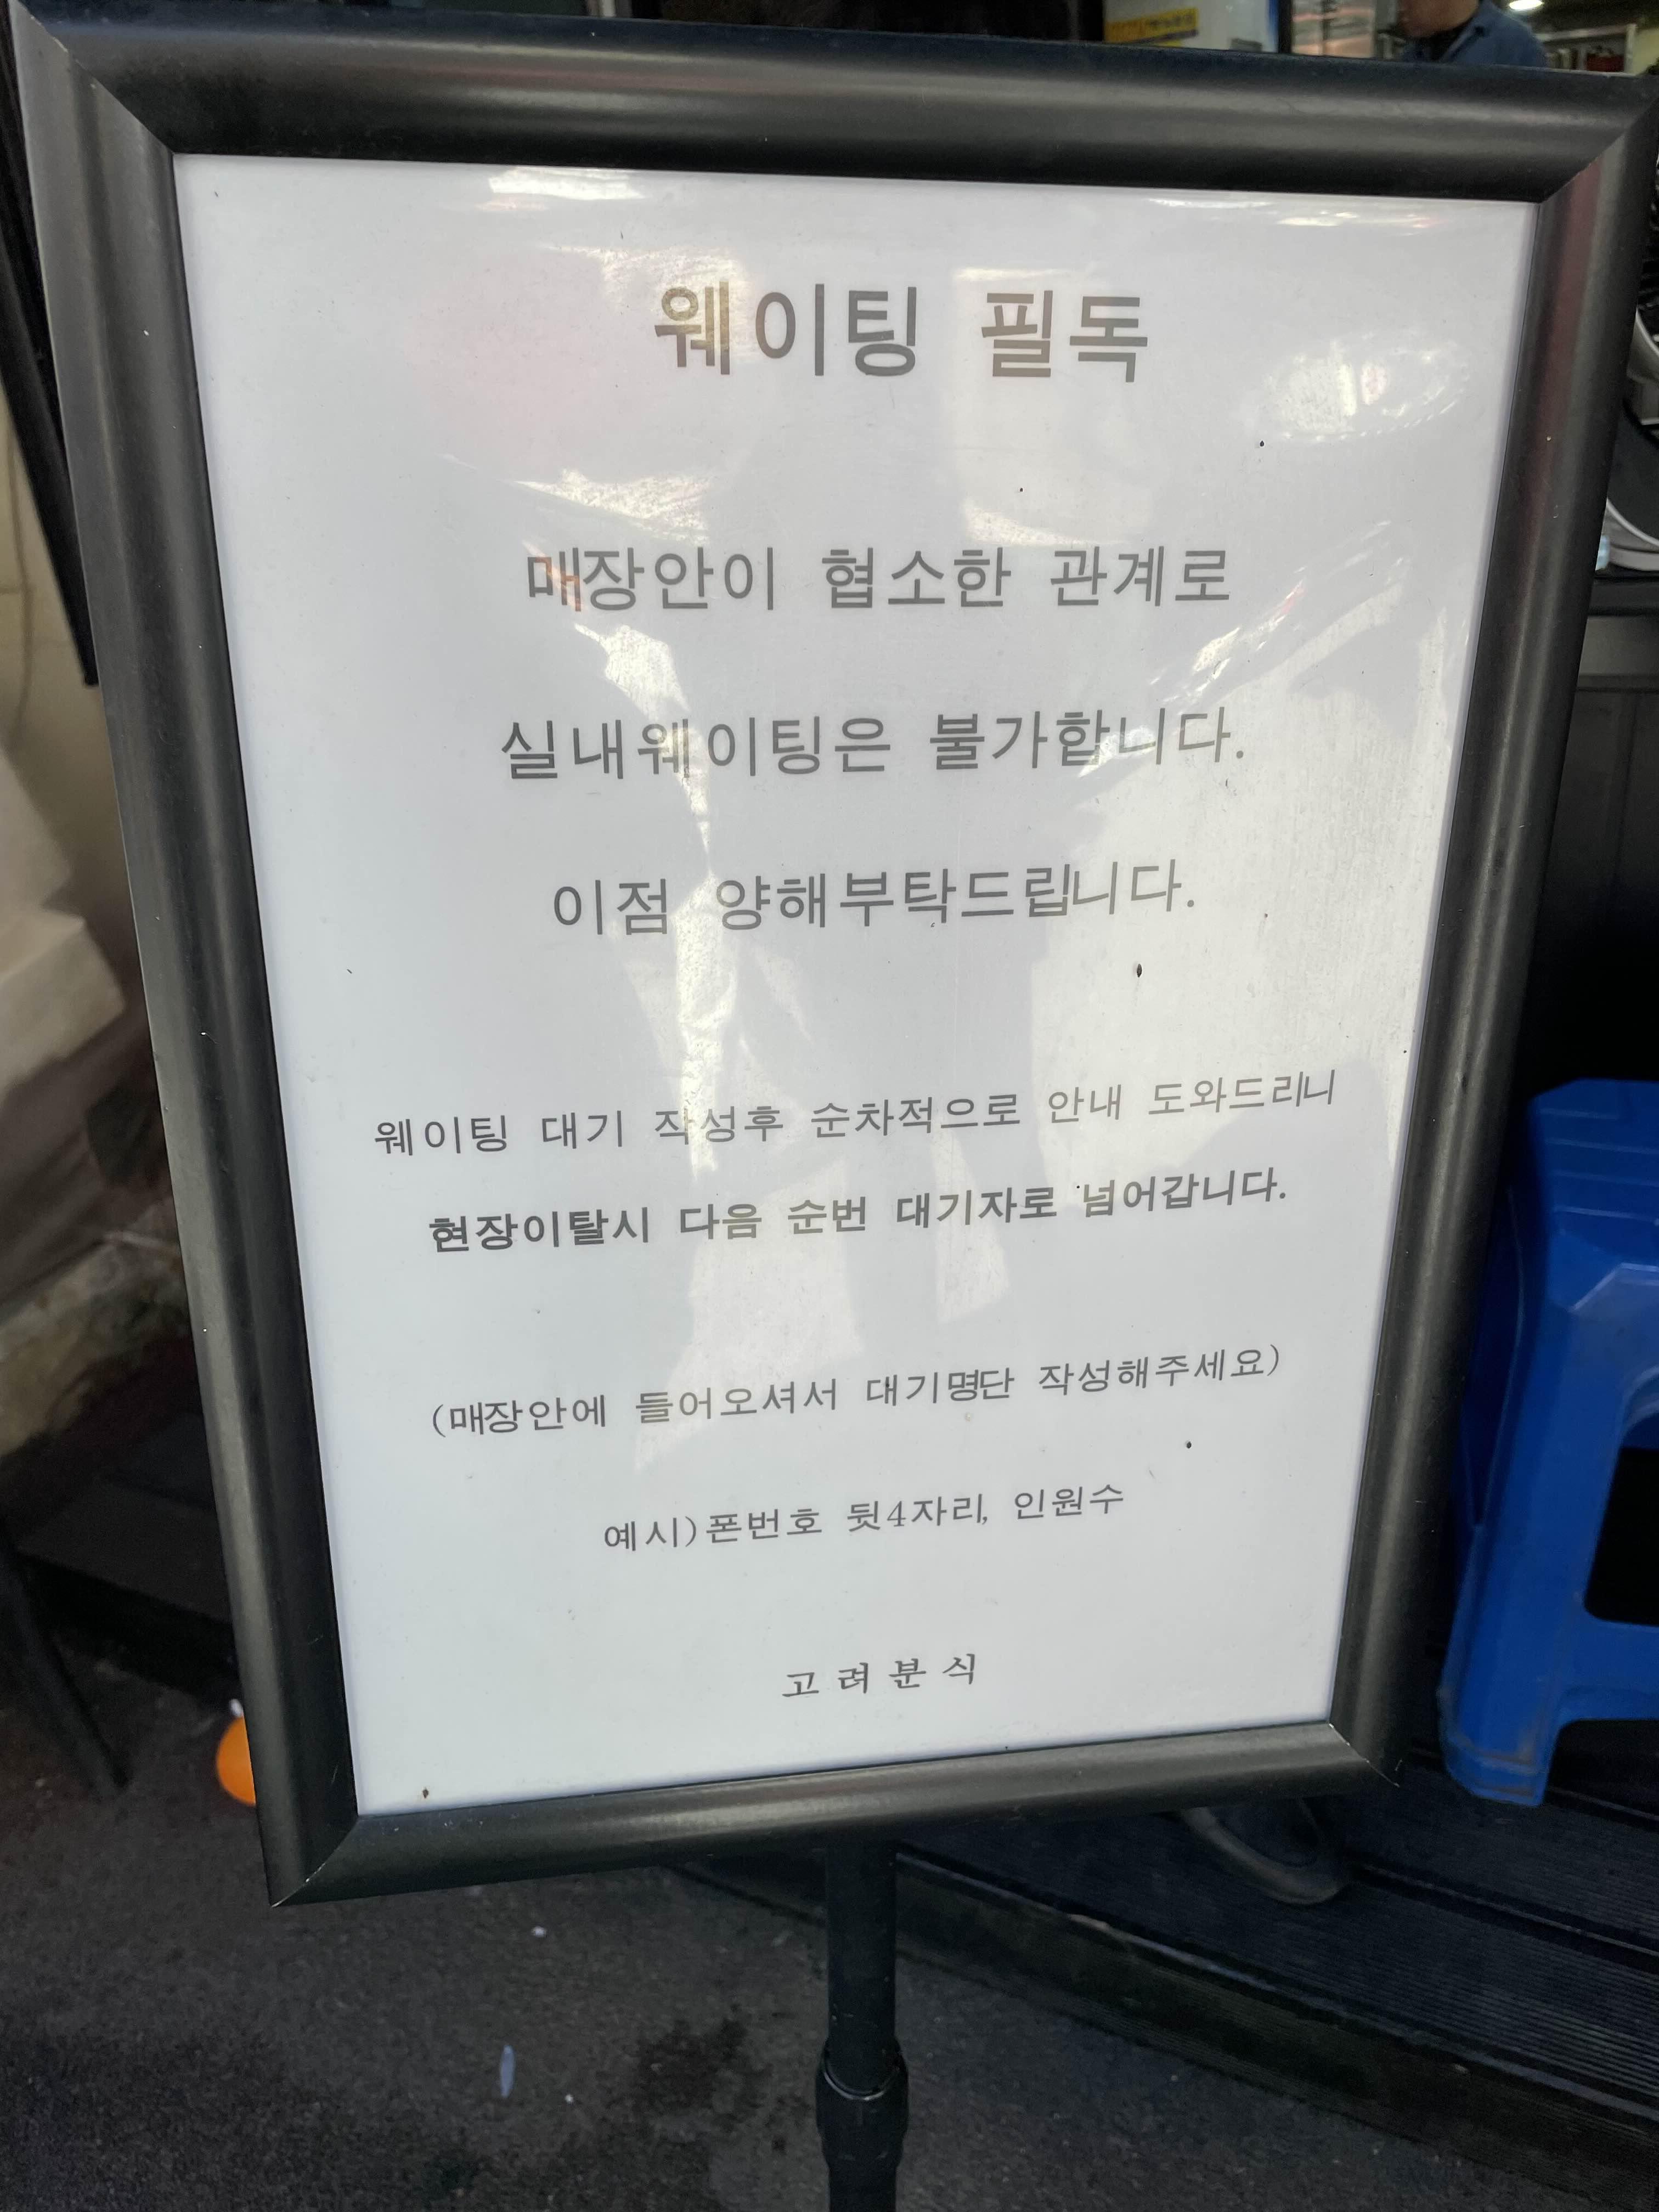 웨이팅 필독
매장안이 협소한 관계로
실내웨이팅은 불가합니다.
이점 양해부탁드립니다.
웨이팅 대기 작성후 순차적으로 안내 도와드리니
현장이탈시 다음 순번 대기자로 넘어갑니다.
(매장안에 들어오셔서 대기명단 작성해주세요)
예시)폰번호 뒷4자리, 인원수
고려분식